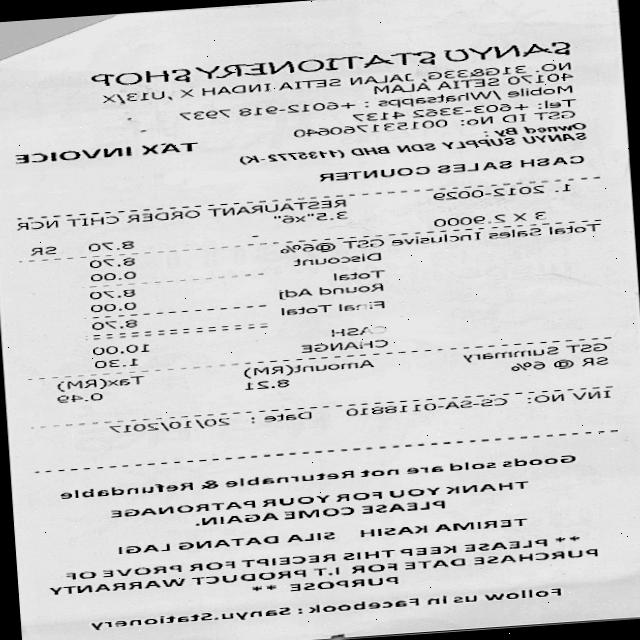 SANYU STATIONERY SHOP
NO. 31G&33G, JALAN SETIA INDAH X ,U13/X
40170 SETIA ALAM
Mobile /Whatsapps : +6012-918 7937
Tel: +603-3362 4137
GST ID No: 001531760640
TAX INVOICE
Owned By :
SANYU SUPPLY SDN BHD (1135772-K)
CASH SALES COUNTER
1. 2012-0029 RESTAURANT ORDER CHIT NCR
3.5"x6"
3 X 2.9000 8.70 SR
Total Sales Inclusive GST @6% 8.70
Discount 0.00
Total 8.70
Round Adj 0.00
Final Total 8.70
CASH 10.00
CHANGE 1.30
GST Summary Amount(RM) Tax(RM)
SR @ 6% 8.21 0.49
INV NO: CS-SA-0118810 Date : 20/10/2017
Goods sold are not Returnable & Refundable
THANK YOU FOR YOUR PATRONAGE
PLEASE COME AGAIN.
TERIMA KASIH SILA DATANG LAGI
** PLEASE KEEP THIS RECEIPT FOR PROVE OF
PURCHASE DATE FOR I.T PRODUCT WARRANTY
PURPOSE **
Follow us in Facebook : Sanyu.Stationery